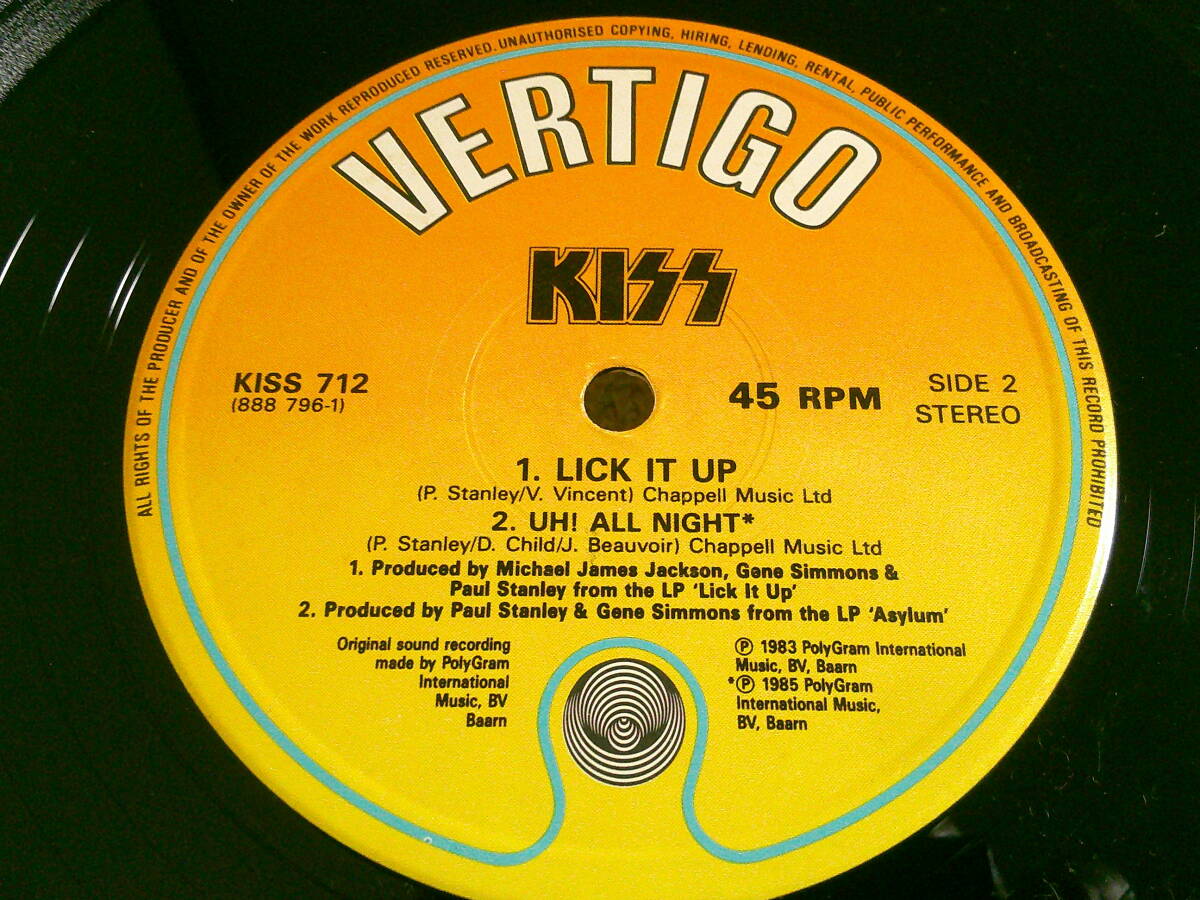 ALL RIGHTS OF THE PRODUCER AND OF THE OWNER OF THE WORK REPRODUCED RESERVED. UNAUTHORISED COPYING, HIRING, LENDING, RENTAL, PUBLIC PERFORMANCE AND BROADCASTING OF THIS RECORD PROHIBITED
VERTIGO
KISS
KISS 712
(888 796-1)
45 RPM
SIDE 2
STEREO
1. LICK IT UP
(P. Stanley/V. Vincent) Chappell Music Ltd
2. UH! ALL NIGHT*
(P. Stanley/D. Child/J. Beauvoir) Chappell Music Ltd
1. Produced by Michael James Jackson, Gene Simmons &
Paul Stanley from the LP 'Lick It Up'
2. Produced by Paul Stanley & Gene Simmons from the LP 'Asylum'
Original sound recording
made by PolyGram
International
Music, BV
Baarn
Ⓟ 1983 PolyGram International
Music, BV, Baarn
*Ⓟ 1985 PolyGram
International Music,
BV, Baarn